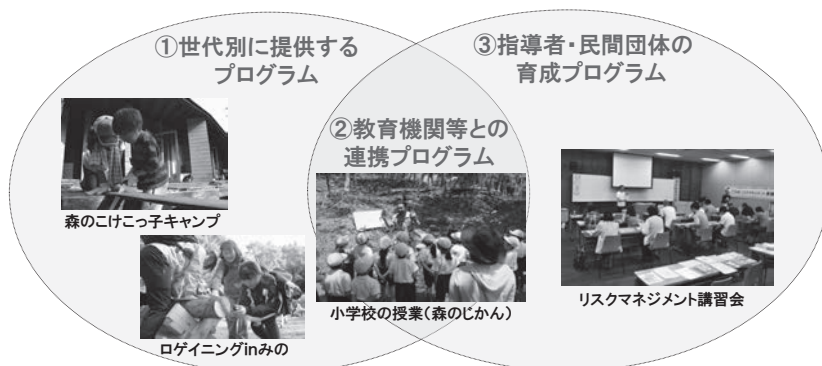 ①世代別に提供する
プログラム
③指導者・民間団体の
育成プログラム
②教育機関等との
連携プログラム
森のこけこっ子キャンプ
ロゲイニングinみの
小学校の授業(森のじかん)
リスクマネジメント講習会